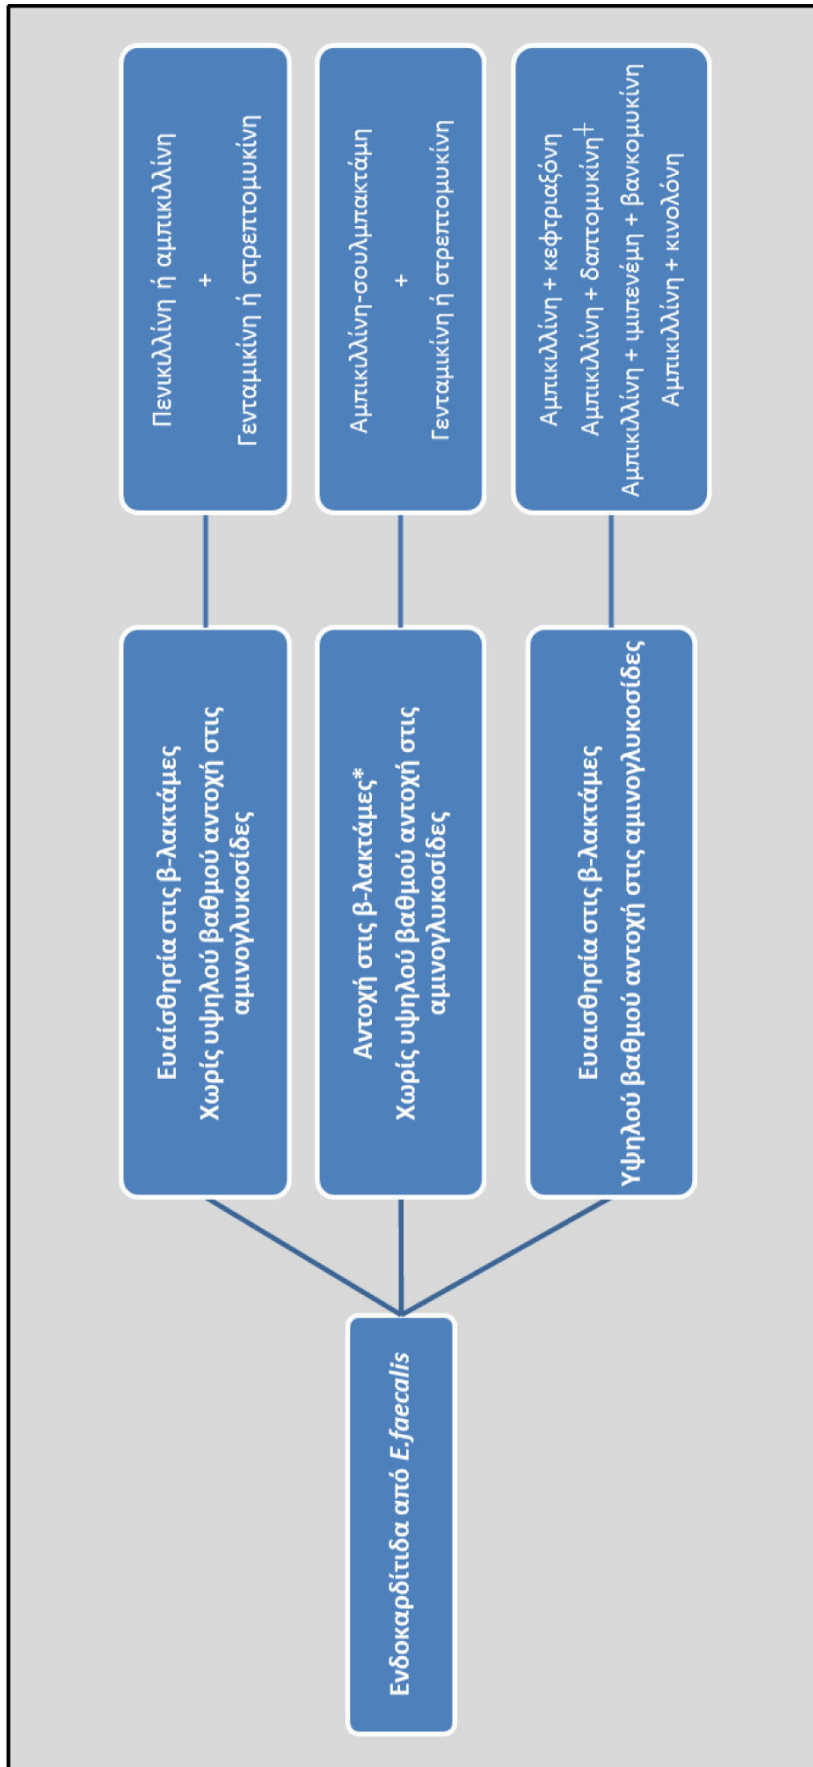 Ενδοκαρδίτιδα από E.faecalis
Ευαίσθησία στις β-λακτάμες
Χωρίς υψηλού βαθμού αντοχή στις
αμινογλυκοσίδες
Πενικιλλίνη ή αμπικιλλίνη
+
Γενταμικίνη ή στρεπτομυκίνη
Αντοχή στις β-λακτάμες*
Χωρίς υψηλού βαθμού αντοχή στις
αμινογλυκοσίδες
Αμπικιλλίνη-σουλμπακτάμη
+
Γενταμικίνη ή στρεπτομυκίνη
Ευαισθησία στις β-λακτάμες
Υψηλού βαθμού αντοχή στις αμινογλυκοσίδες
Αμπικιλλίνη + κεφτριαξόνη
Αμπικιλλίνη + δαπτομυκίνη†
Αμπικιλλίνη + ιμιπενέμη + βανκομυκίνη
Αμπικιλλίνη + κινολόνη